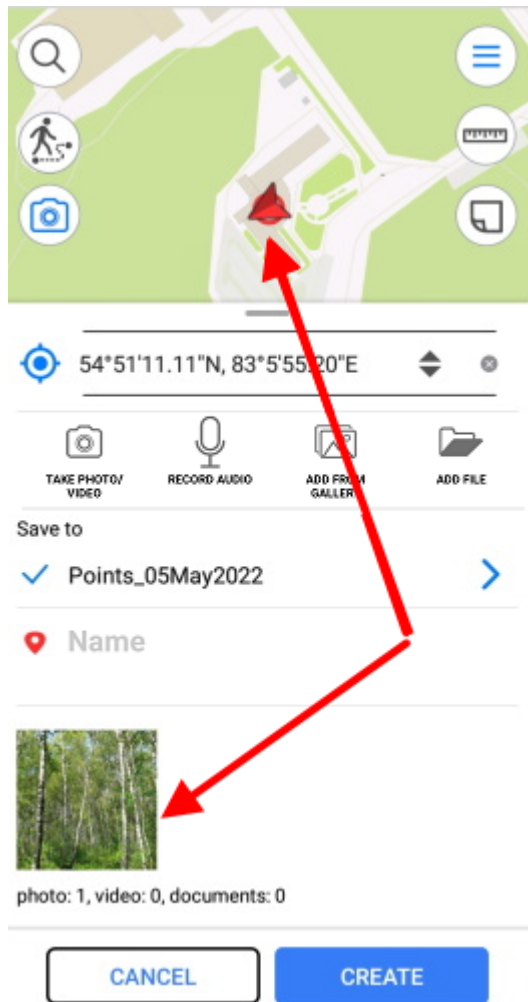 54°51'11.11"N, 83°5'55.20"E
TAKE PHOTO/
VIDEO
RECORD AUDIO
ADD FROM
GALLERY
ADD FILE
Save to
Points_05May2022
Name
photo: 1, video: 0, documents: 0
CANCEL
CREATE